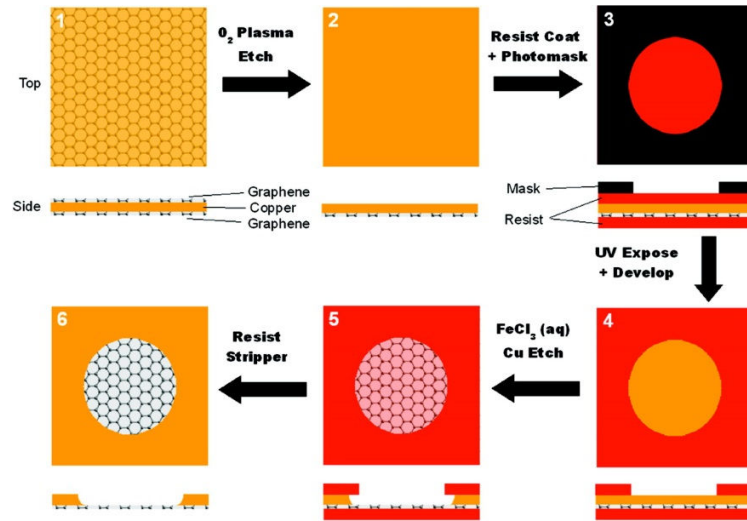 1
O2 Plasma
Etch
2
Resist Coat
+ Photomask
3
Top
Graphene
Side
Copper
Graphene
Mask
Resist
UV Expose
+ Develop
6
Resist
Stripper
5
FeCl3 (aq)
Cu Etch
4